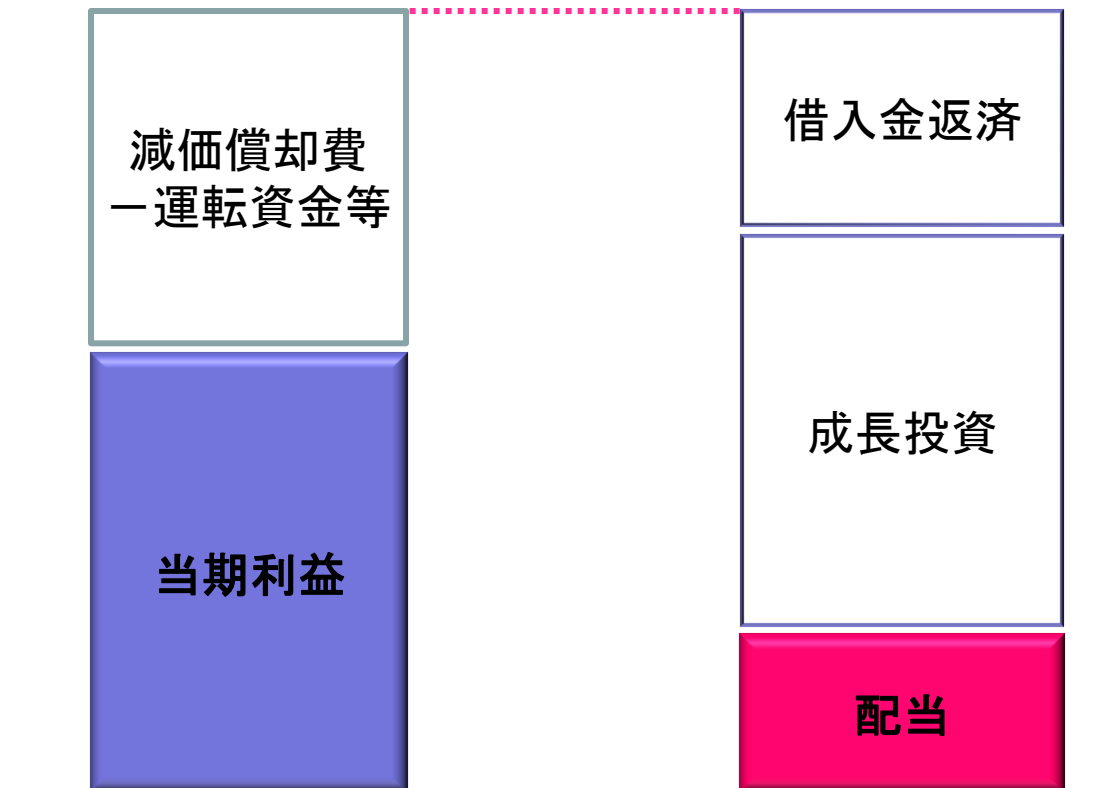 減価償却費
－運転資金等
当期利益
借入金返済
成長投資
配当